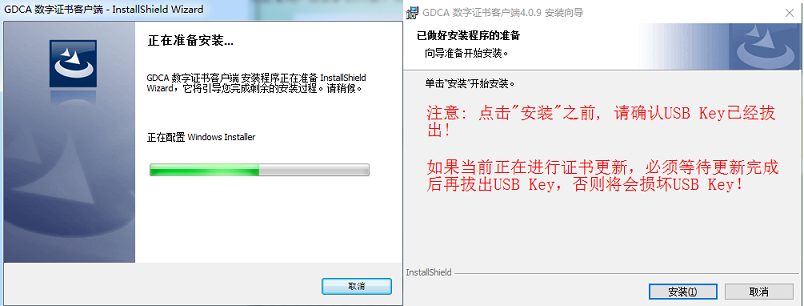 GDCA 数字证书客户端 - InstallShield Wizard
正在准备安装...
GDCA 数字证书客户端 安装程序正在准备 InstallShield
Wizard，它将引导您完成剩余的安装过程。请稍候。
正在配置 Windows Installer
取消
GDCA 数字证书客户端4.0.9 安装向导
已做好安装程序的准备
向导准备开始安装。
单击"安装"开始安装。
注意: 点击"安装"之前, 请确认USB Key已经拔
出!
如果当前正在进行证书更新，必须等待更新完成
后再拔出USB Key，否则将会损坏USB Key!
InstallShield
安装(I)
取消